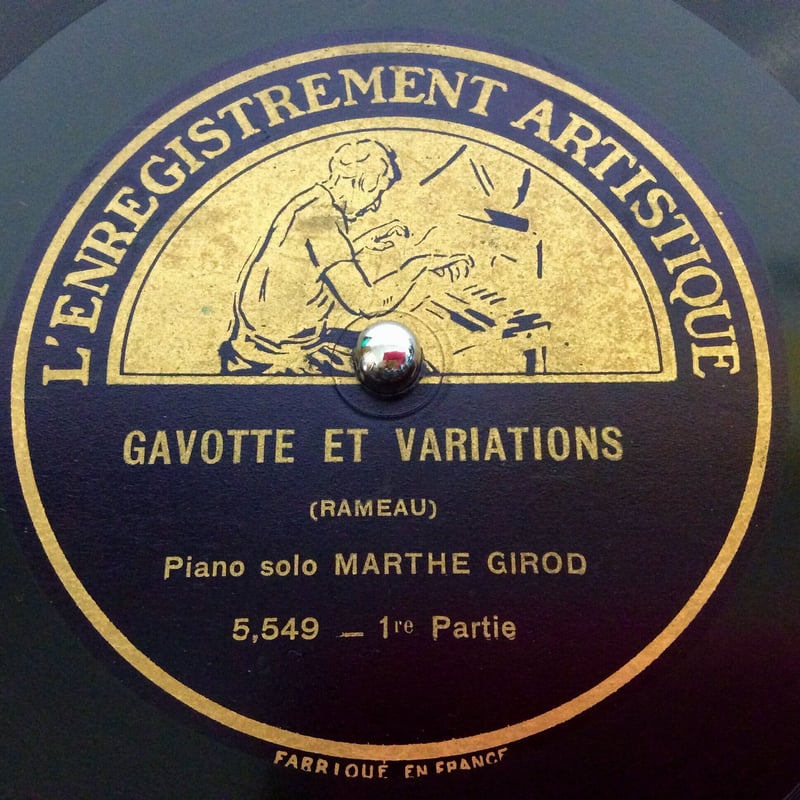 L'ENREGISTREMENT ARTISTIQUE
GAVOTTE ET VARIATIONS
(RAMEAU)
Piano solo MARTHE GIROD
5,549 — 1re Partie
FABRIQUÉ EN FRANCE